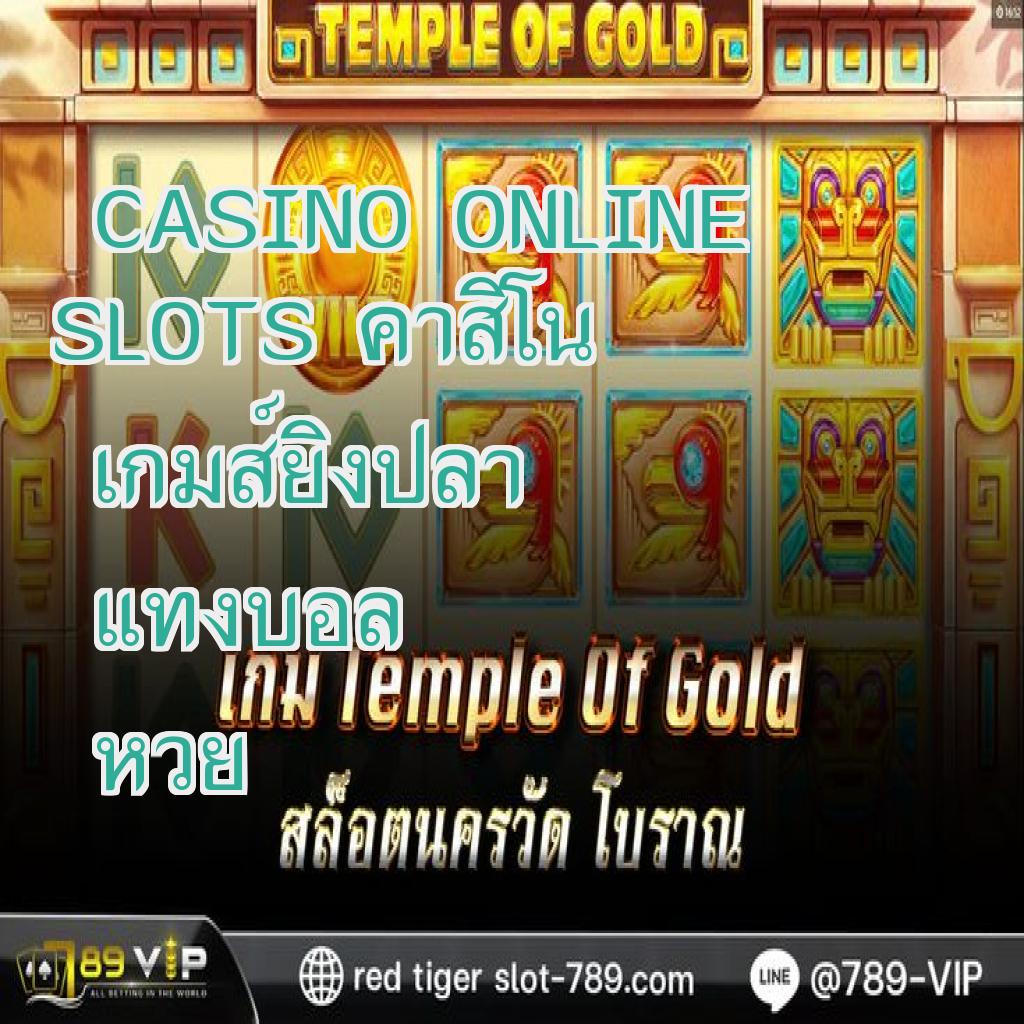 TEMPLE OF GOLD
CASINO ONLINE
SLOTS คาสิโน
เกมส์ยิงปลา
แทงบอล
เกม Temple Of Gold
หวย
สล็อตนครวัด โบราณ
789 VIP
ALL BETTING IN THE WORLD
red tiger slot-789.com
LINE @789-VIP